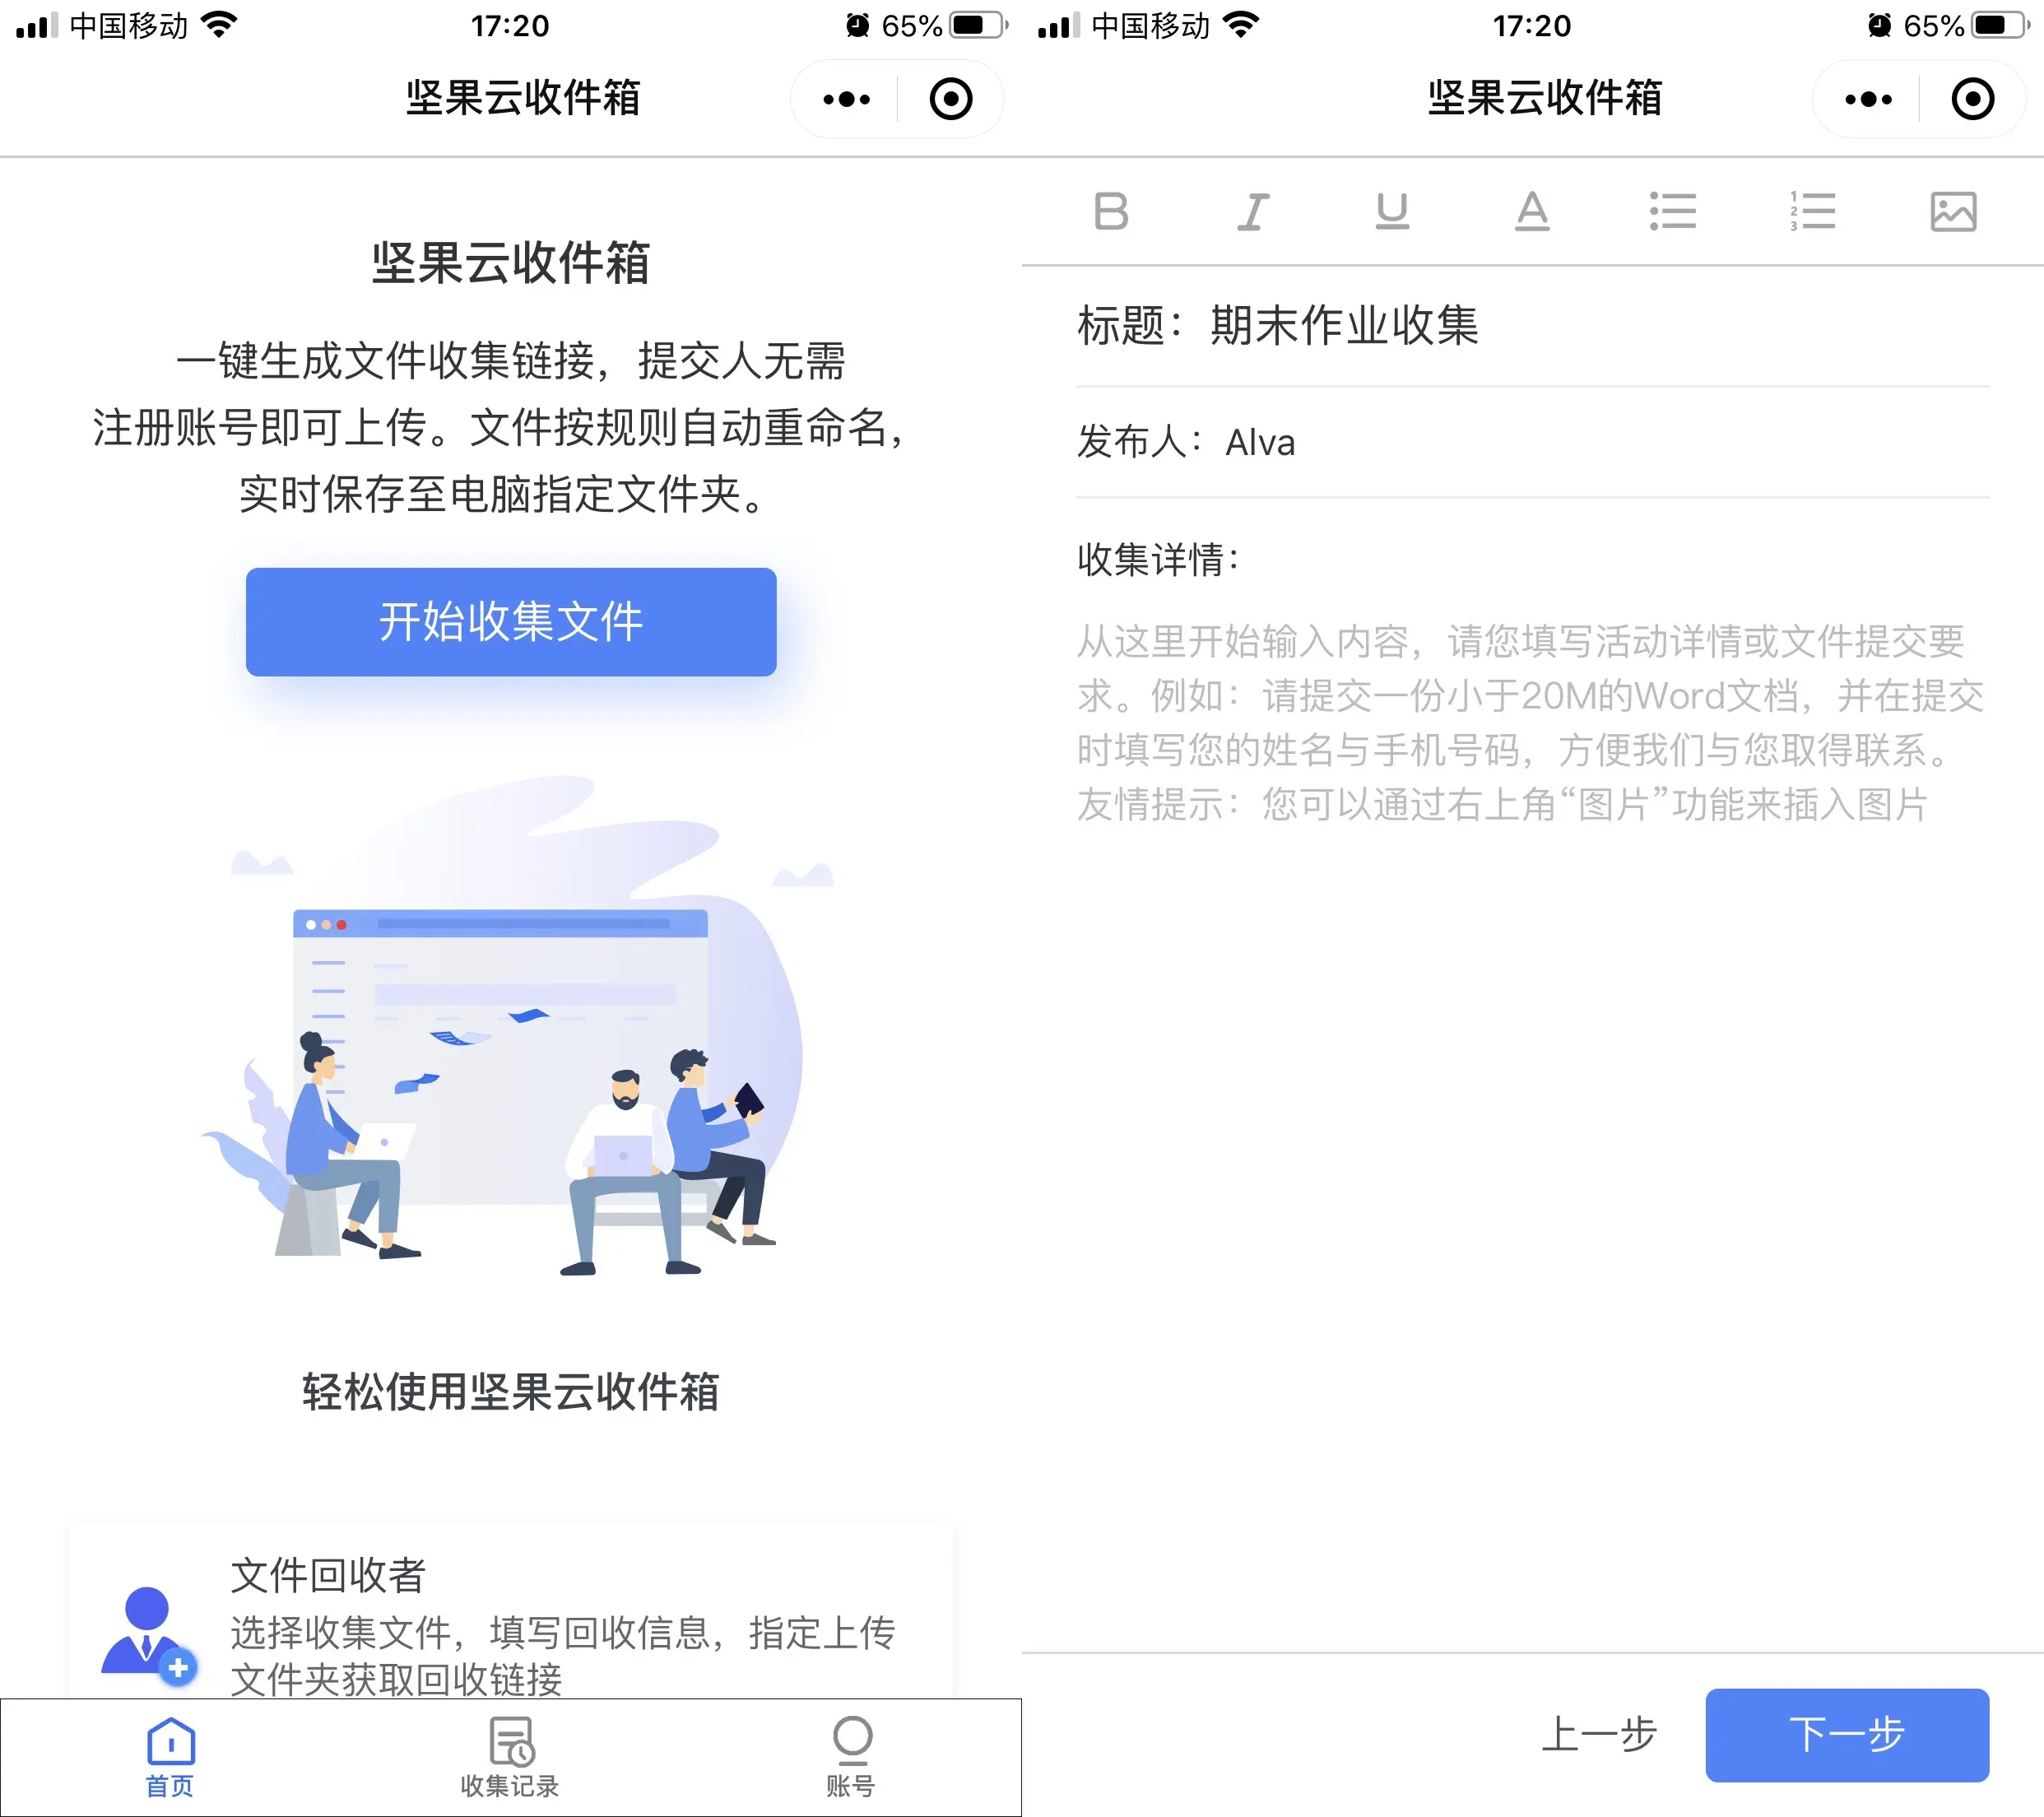 中国移动 17:20 65%
坚果云收件箱
坚果云收件箱
一键生成文件收集链接，提交人无需
注册账号即可上传。文件按规则自动重命名，
实时保存至电脑指定文件夹。
开始收集文件
轻松使用坚果云收件箱
文件回收者
选择收集文件，填写回收信息，指定上传
文件夹获取回收链接
首页 收集记录 账号
中国移动 17:20 65%
坚果云收件箱
B I U A 1 2 3
标题：期末作业收集
发布人：Alva
收集详情：
从这里开始输入内容，请您填写活动详情或文件提交要
求。例如：请提交一份小于20M的Word文档，并在提交
时填写您的姓名与手机号码，方便我们与您取得联系。
友情提示：您可以通过右上角“图片”功能来插入图片
上一步 下一步